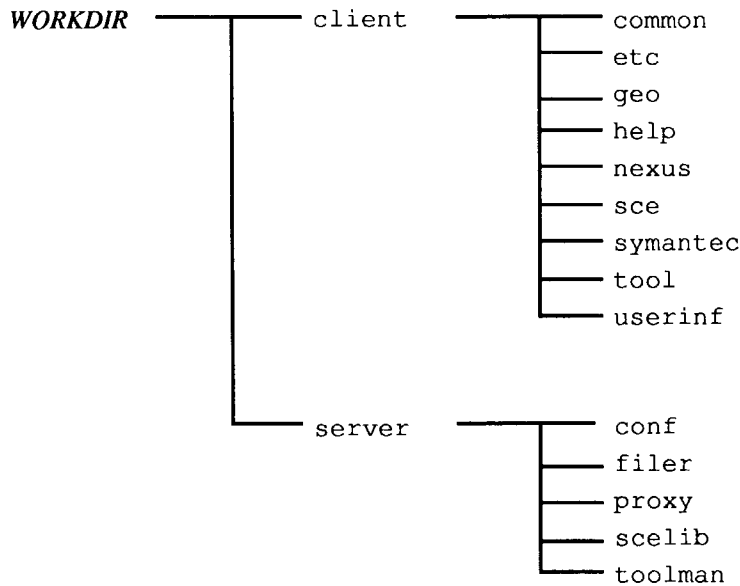 WORKDIR client common
etc
geo
help
nexus
sce
symantec
tool
userinf
server conf
filer
proxy
scelib
toolman